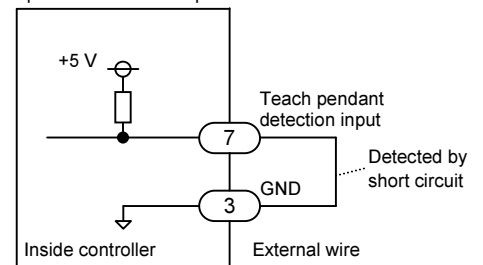 +5 V
Teach pendant
detection input
7
Detected by
short circuit
GND
3
Inside controller
External wire